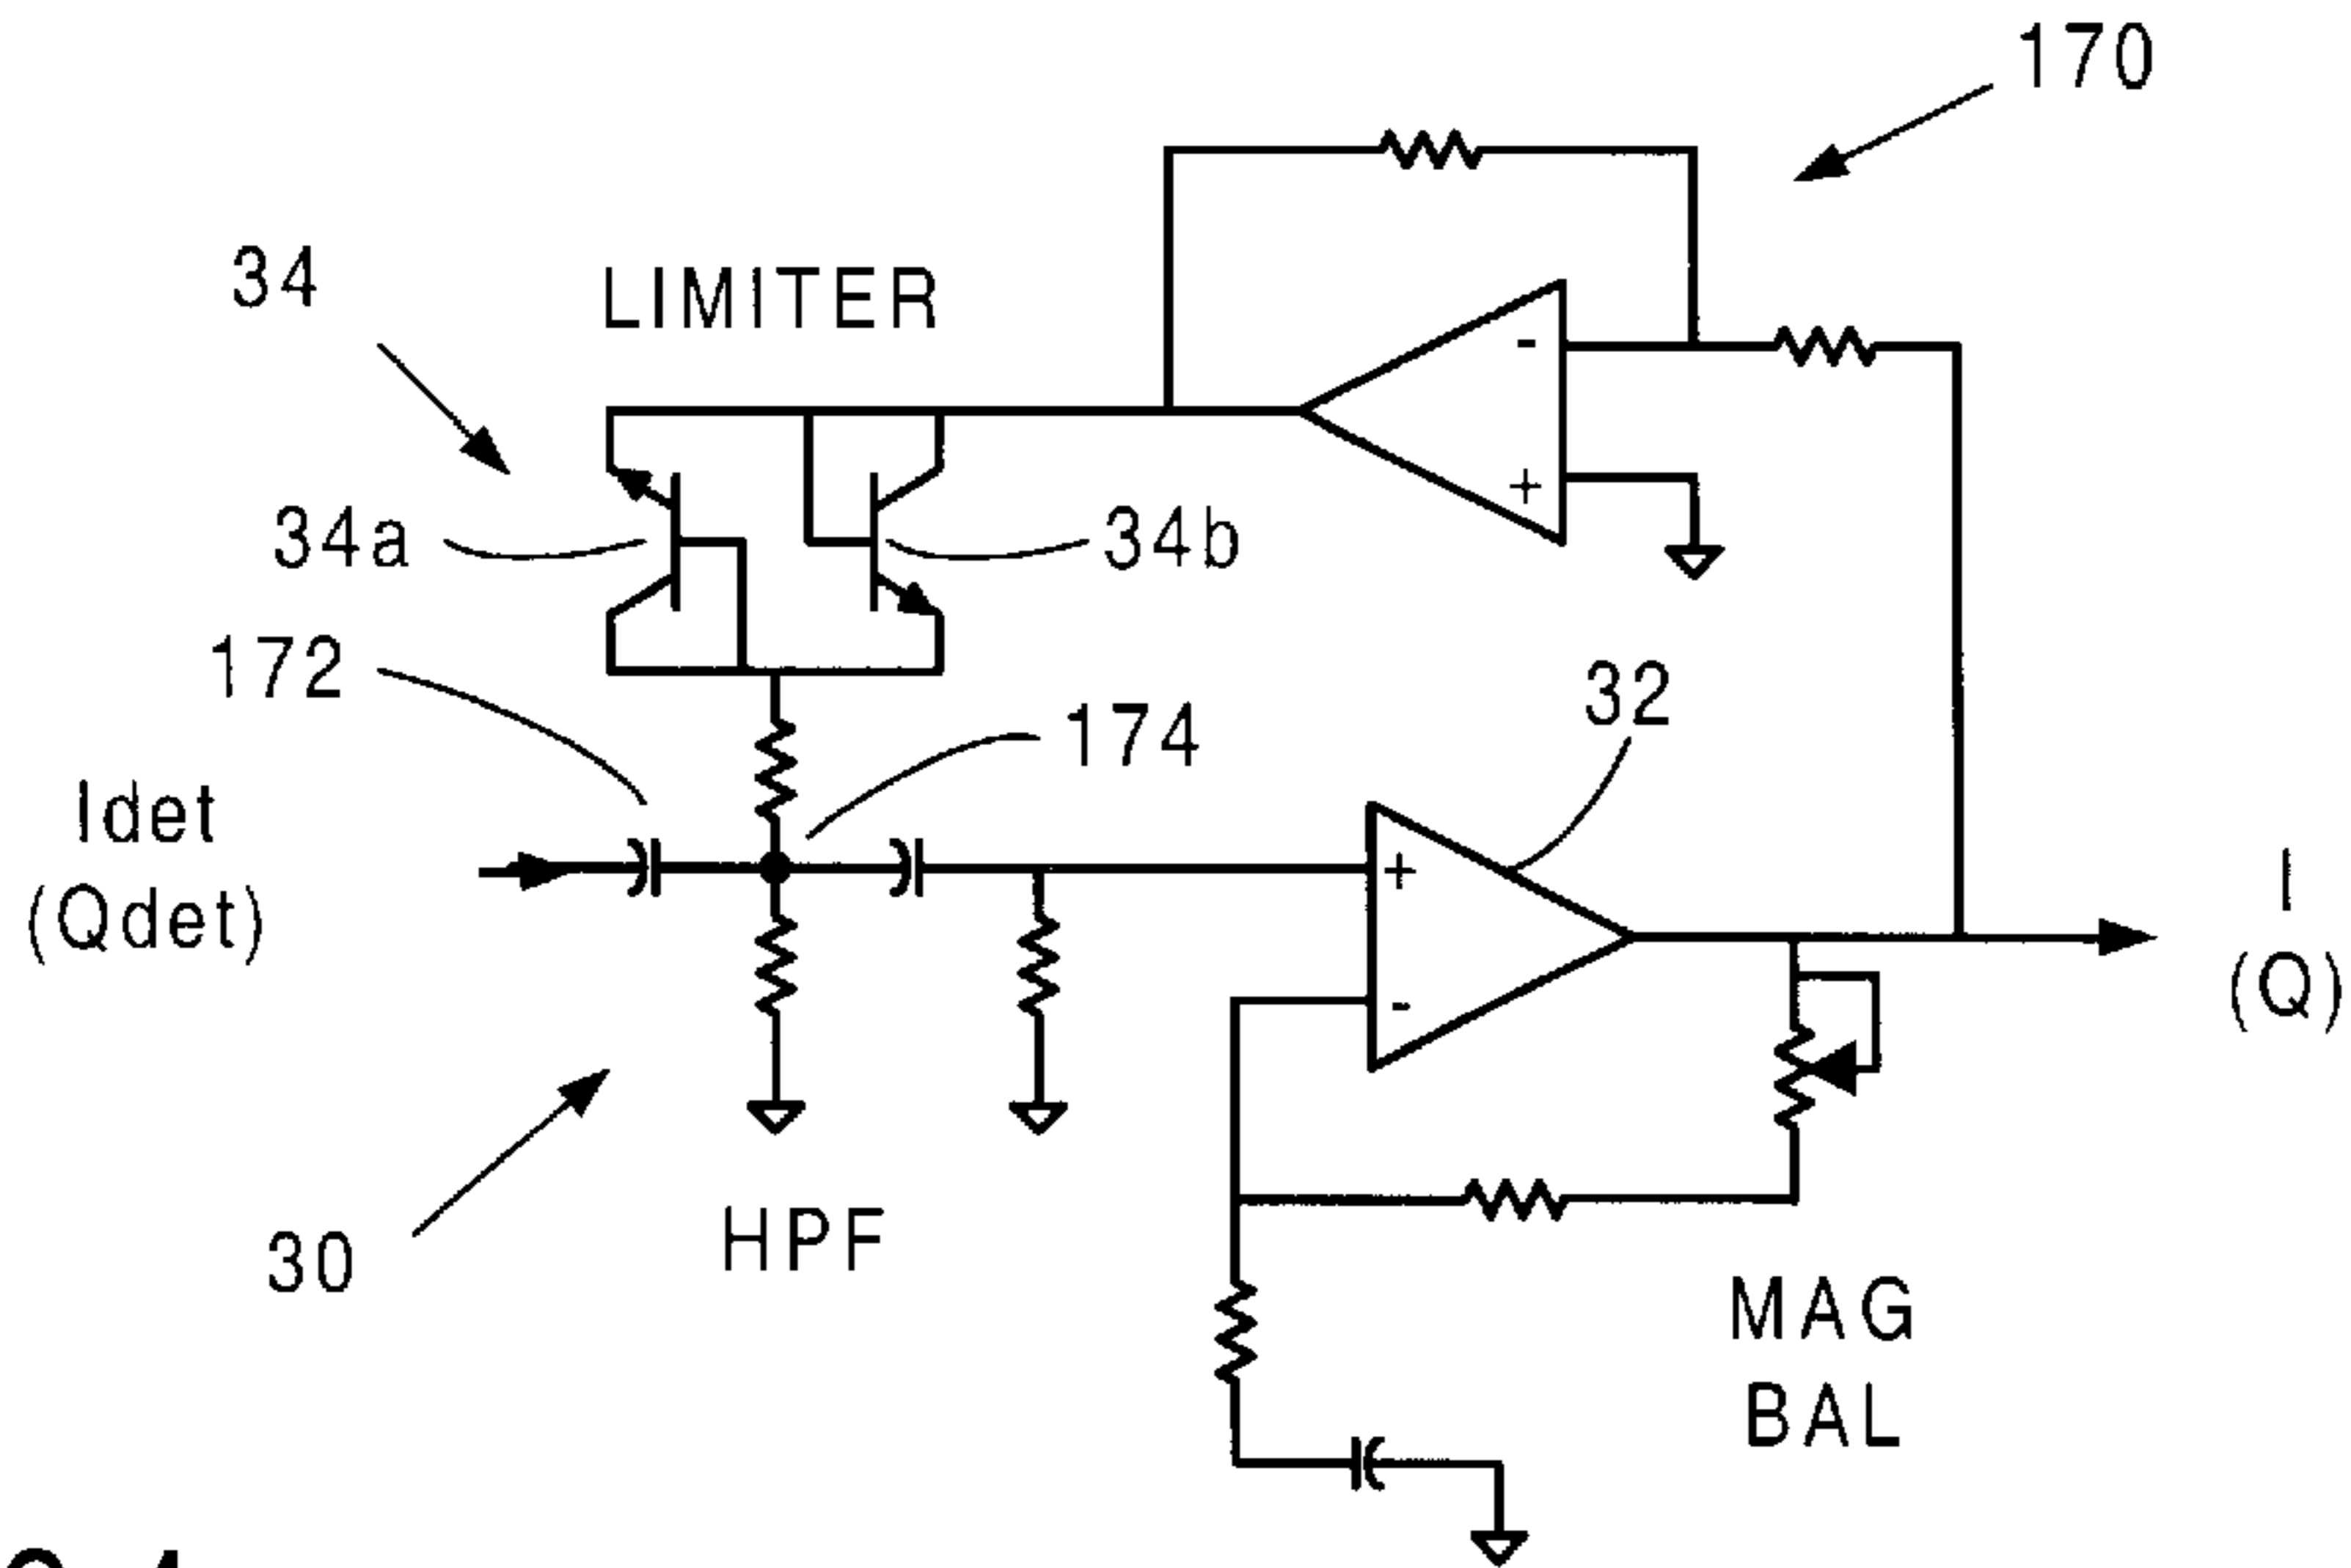 170
34
LIMITER
-
+
34a
34b
172
174
32
Idet
(Qdet)
+
-
I
(Q)
30
HPF
MAG
BAL